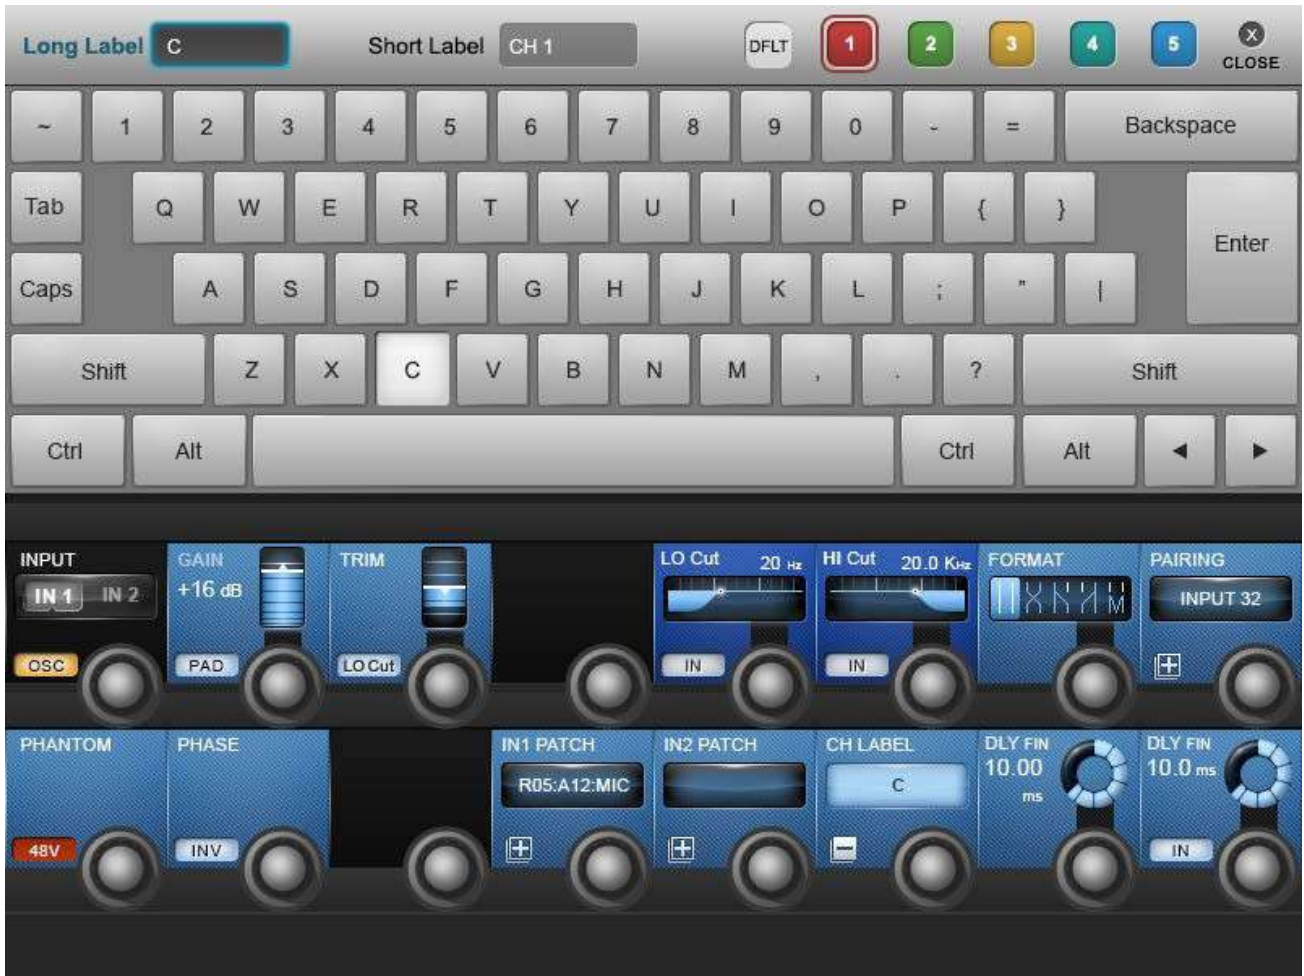 Long Label C Short Label CH 1 DFLT 1 2 3 4 5 X CLOSE
~ 1 2 3 4 5 6 7 8 9 0 - = Backspace
Tab Q W E R T Y U I O P { } Enter
Caps A S D F G H J K L ; " |
Shift Z X C V B N M , . ? Shift
Ctrl Alt Ctrl Alt ◄ ►
INPUT GAIN TRIM LO Cut 20 Hz HI Cut 20.0 KHz FORMAT PAIRING
IN 1 IN 2 +16 dB INPUT 32
OSC PAD LO Cut IN IN
PHANTOM PHASE IN1 PATCH IN2 PATCH CH LABEL DLY FIN DLY FIN
R05:A12:MIC C 10.00 ms 10.0 ms
48V INV IN